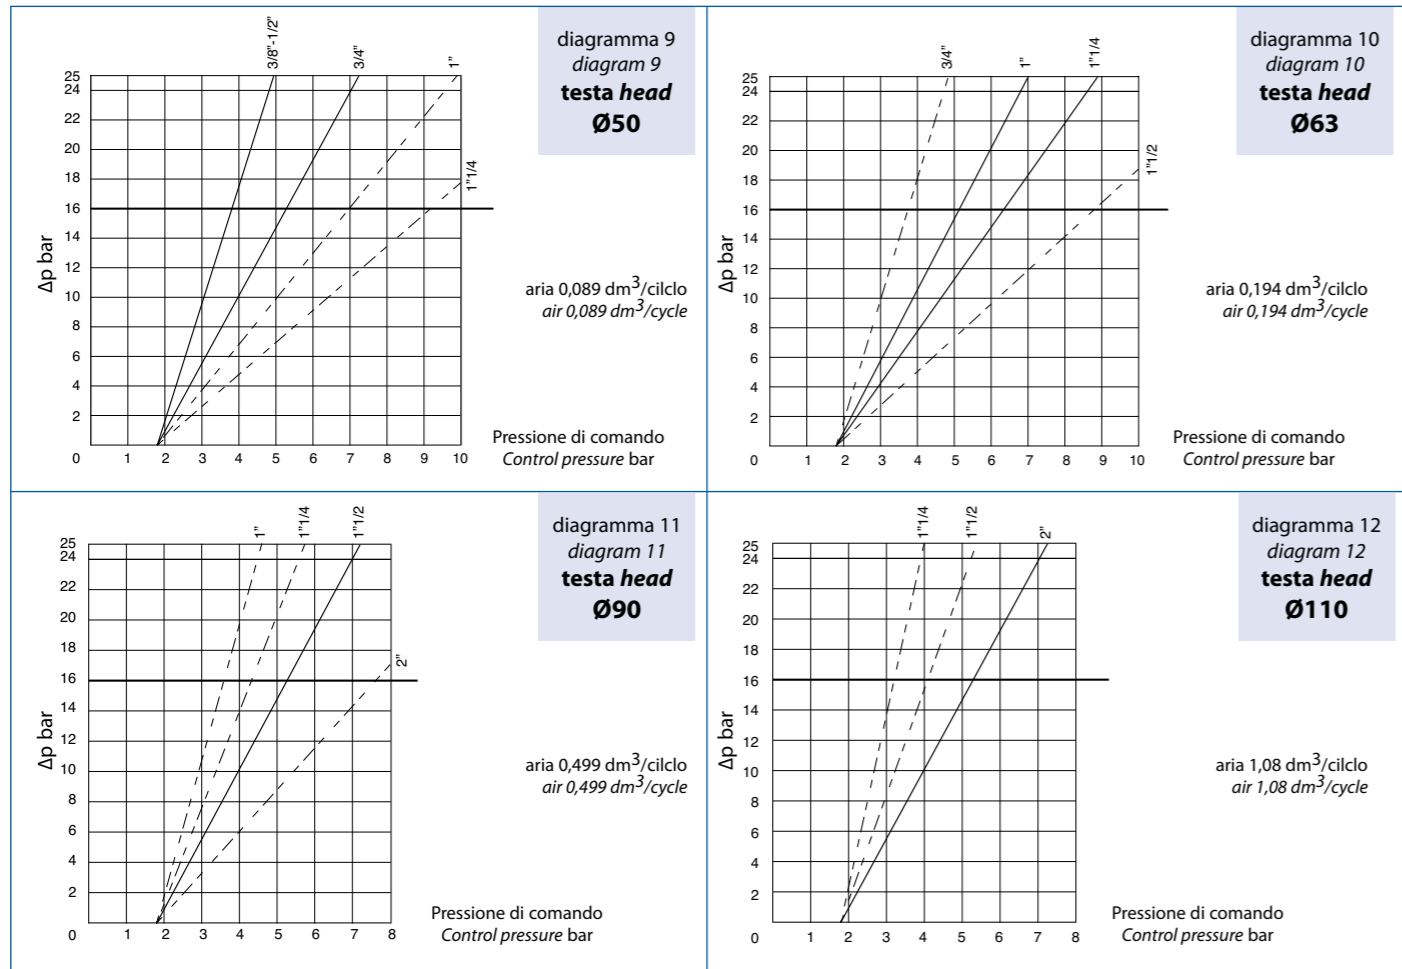 3/8"-1/2"
3/4"
1"
1"1/4
25
24
22
20
18
16
14
12
10
8
6
4
2
0 1 2 3 4 5 6 7 8 9 10
Δp bar
diagramma 9
diagram 9
testa head
Ø50
aria 0,089 dm³/cilclo
air 0,089 dm³/cycle
Pressione di comando
Control pressure bar
3/4"
1"
1"1/4
1"1/2
25
24
22
20
18
16
14
12
10
8
6
4
2
0 1 2 3 4 5 6 7 8 9 10
Δp bar
diagramma 10
diagram 10
testa head
Ø63
aria 0,194 dm³/cilclo
air 0,194 dm³/cycle
Pressione di comando
Control pressure bar
1"
1"1/4
1"1/2
2"
25
24
22
20
18
16
14
12
10
8
6
4
2
0 1 2 3 4 5 6 7 8
Δp bar
diagramma 11
diagram 11
testa head
Ø90
aria 0,499 dm³/cilclo
air 0,499 dm³/cycle
Pressione di comando
Control pressure bar
1"1/4
1"1/2
2"
25
24
22
20
18
16
14
12
10
8
6
4
2
0 1 2 3 4 5 6 7 8
Δp bar
diagramma 12
diagram 12
testa head
Ø110
aria 1,08 dm³/cilclo
air 1,08 dm³/cycle
Pressione di comando
Control pressure bar